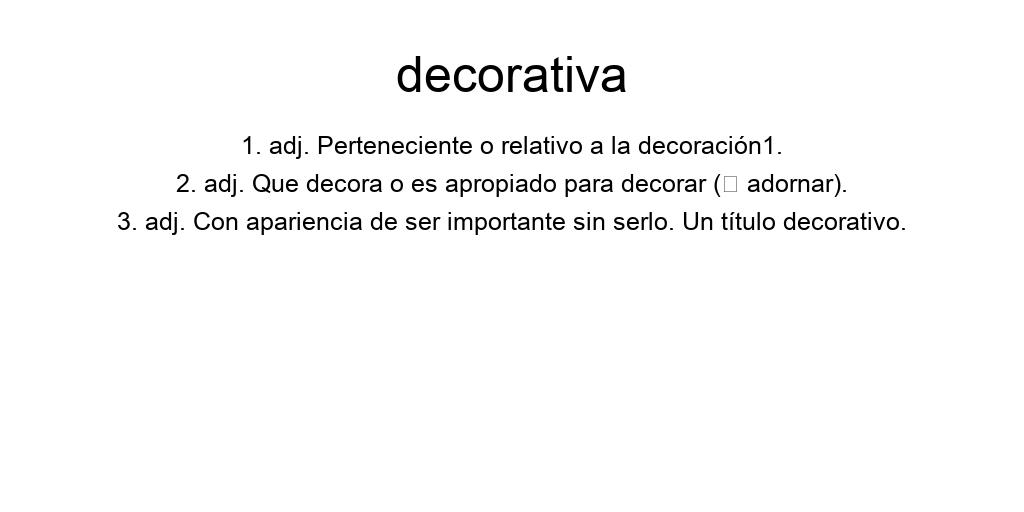 decorativa
1. adj. Perteneciente o relativo a la decoración1.
2. adj. Que decora o es apropiado para decorar (▯ adornar).
3. adj. Con apariencia de ser importante sin serlo. Un título decorativo.